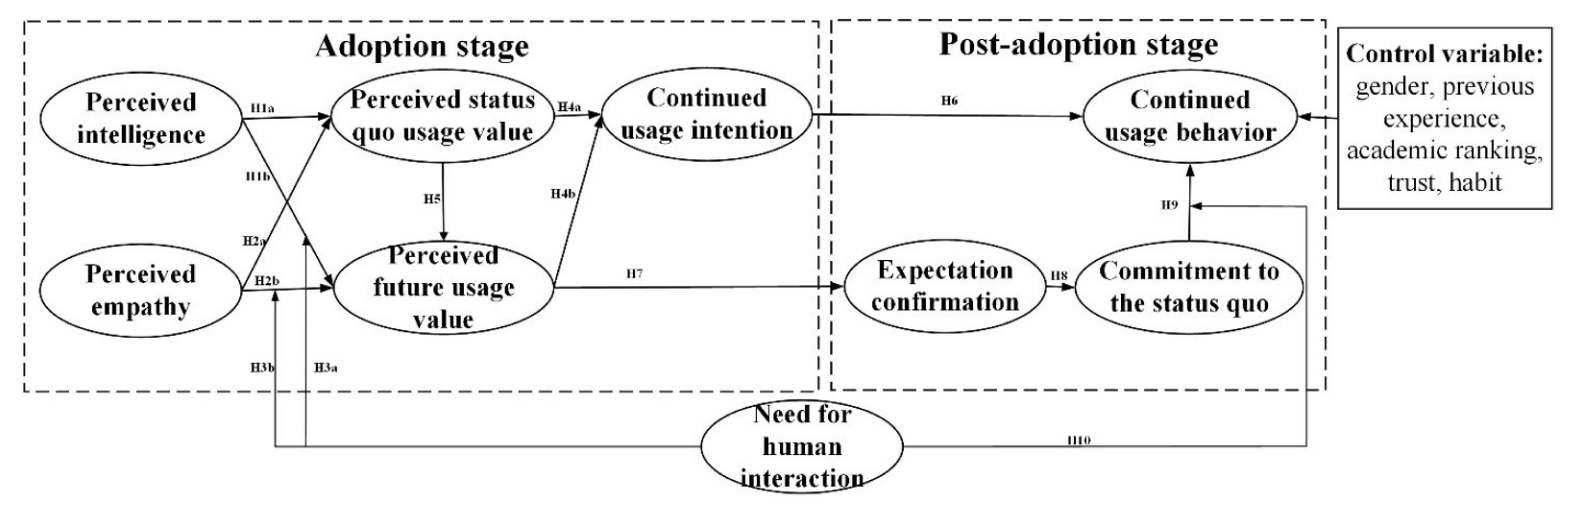 Adoption stage
Post-adoption stage
Control variable:
gender, previous
experience,
academic ranking,
trust, habit
Perceived
intelligence
H1a
Perceived status
quo usage value
H4a
Continued
usage intention
H6
Continued
usage behavior
H1b
H5
H4b
H9
H2a
Perceived
empathy
H2b
Perceived
future usage
value
H7
Expectation
confirmation
H8
Commitment to
the status quo
H3b
H3a
Need for
human
interaction
H10